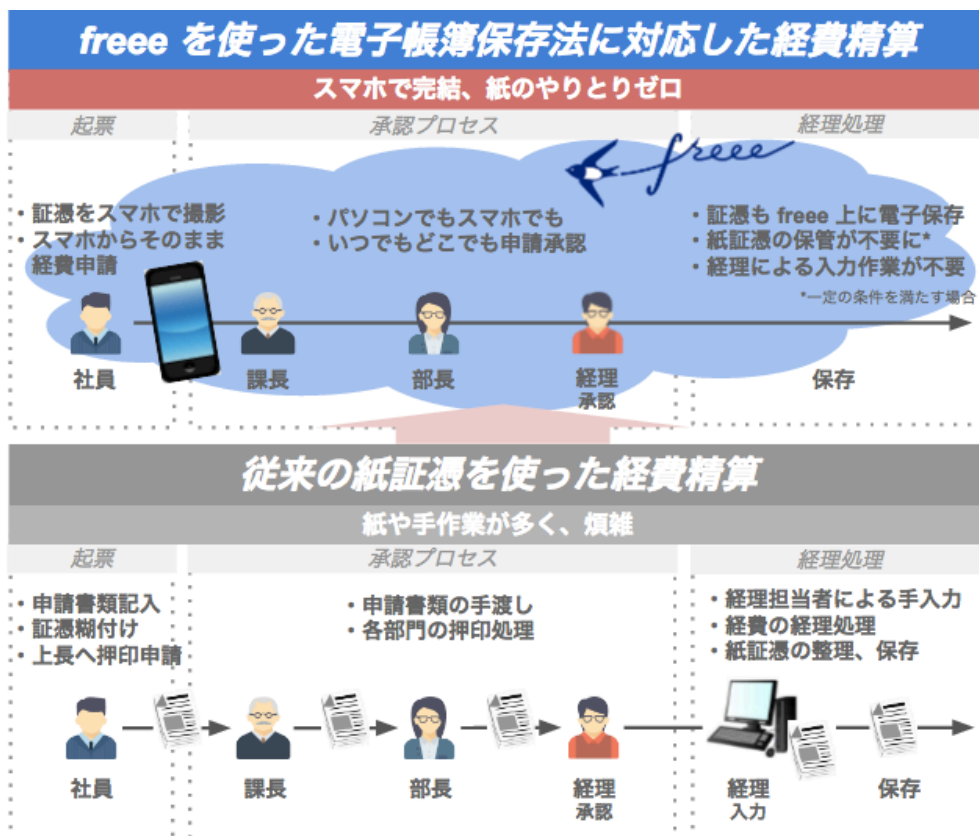 freee を使った電子帳簿保存法に対応した経費精算
スマホで完結、紙のやりとりゼロ
起票
承認プロセス
経理処理
freee
・証憑をスマホで撮影
・スマホからそのまま
経費申請
・パソコンでもスマホでも
・いつでもどこでも申請承認
・証憑も freee 上に電子保存
・紙証憑の保管が不要に*
・経理による入力作業が不要
*一定の条件を満たす場合
社員
課長
部長
経理
承認
保存
従来の紙証憑を使った経費精算
紙や手作業が多く、煩雑
起票
承認プロセス
経理処理
・申請書類記入
・証憑糊付け
・上長へ押印申請
・申請書類の手渡し
・各部門の押印処理
・経理担当者による手入力
・経費の経理処理
・紙証憑の整理、保存
社員
課長
部長
経理
承認
経理
入力
保存